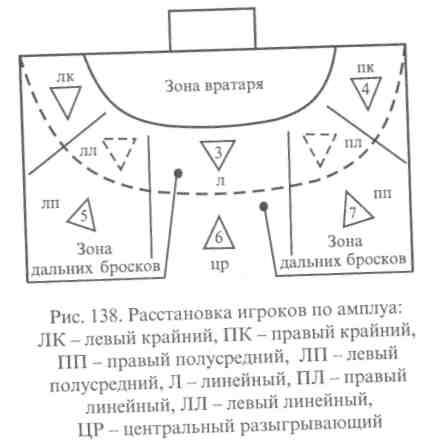 лк
пк
Зона вратаря
4
лл
3
пл
л
лп
пп
5
6
7
Зона
дальних бросков
цр
Зона
дальних бросков
Рис. 138. Расстановка игроков по амплуа:
ЛК – левый крайний, ПК – правый крайний,
ПП – правый полусредний, ЛП – левый
полусредний, Л – линейный, ПЛ – правый
линейный, ЛЛ – левый линейный,
ЦР – центральный разыгрывающий